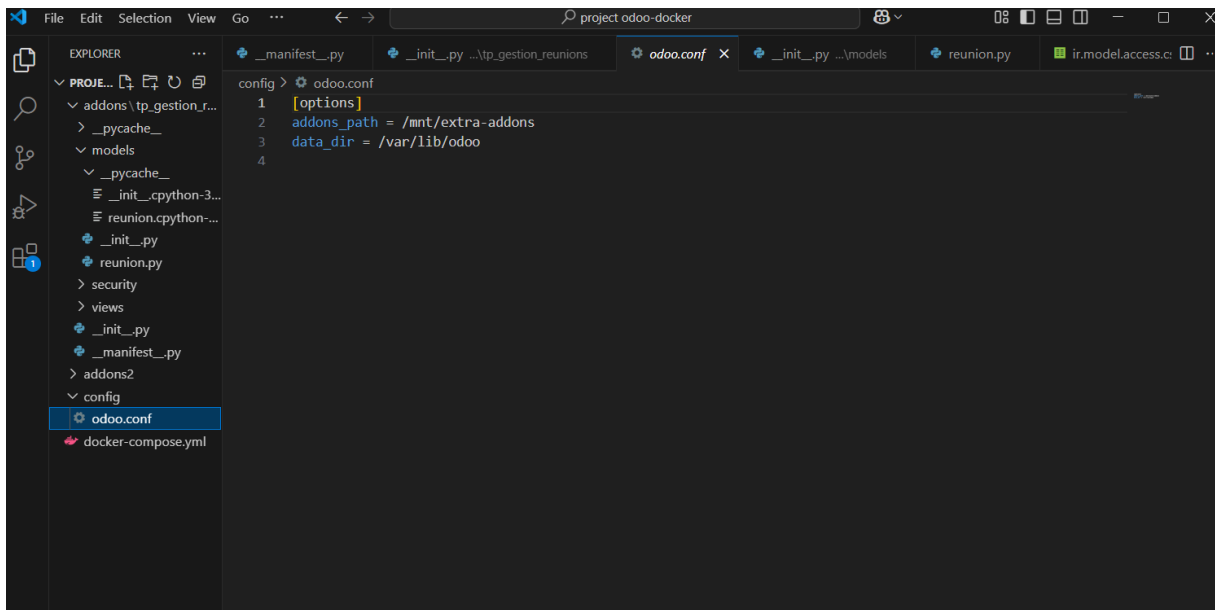 File Edit Selection View Go ··· project odoo-docker
EXPLORER ···
PROJE...
addons\tp_gestion_r...
__pycache__
models
__pycache__
__init__.cpython-3...
reunion.cpython-...
__init__.py
reunion.py
security
views
__init__.py
__manifest__.py
addons2
config
odoo.conf
docker-compose.yml
1
__manifest__.py __init__.py ...\tp_gestion_reunions odoo.conf __init__.py ...\models reunion.py ir.model.access.c
config > odoo.conf
1 [options]
2 addons_path = /mnt/extra-addons
3 data_dir = /var/lib/odoo
4